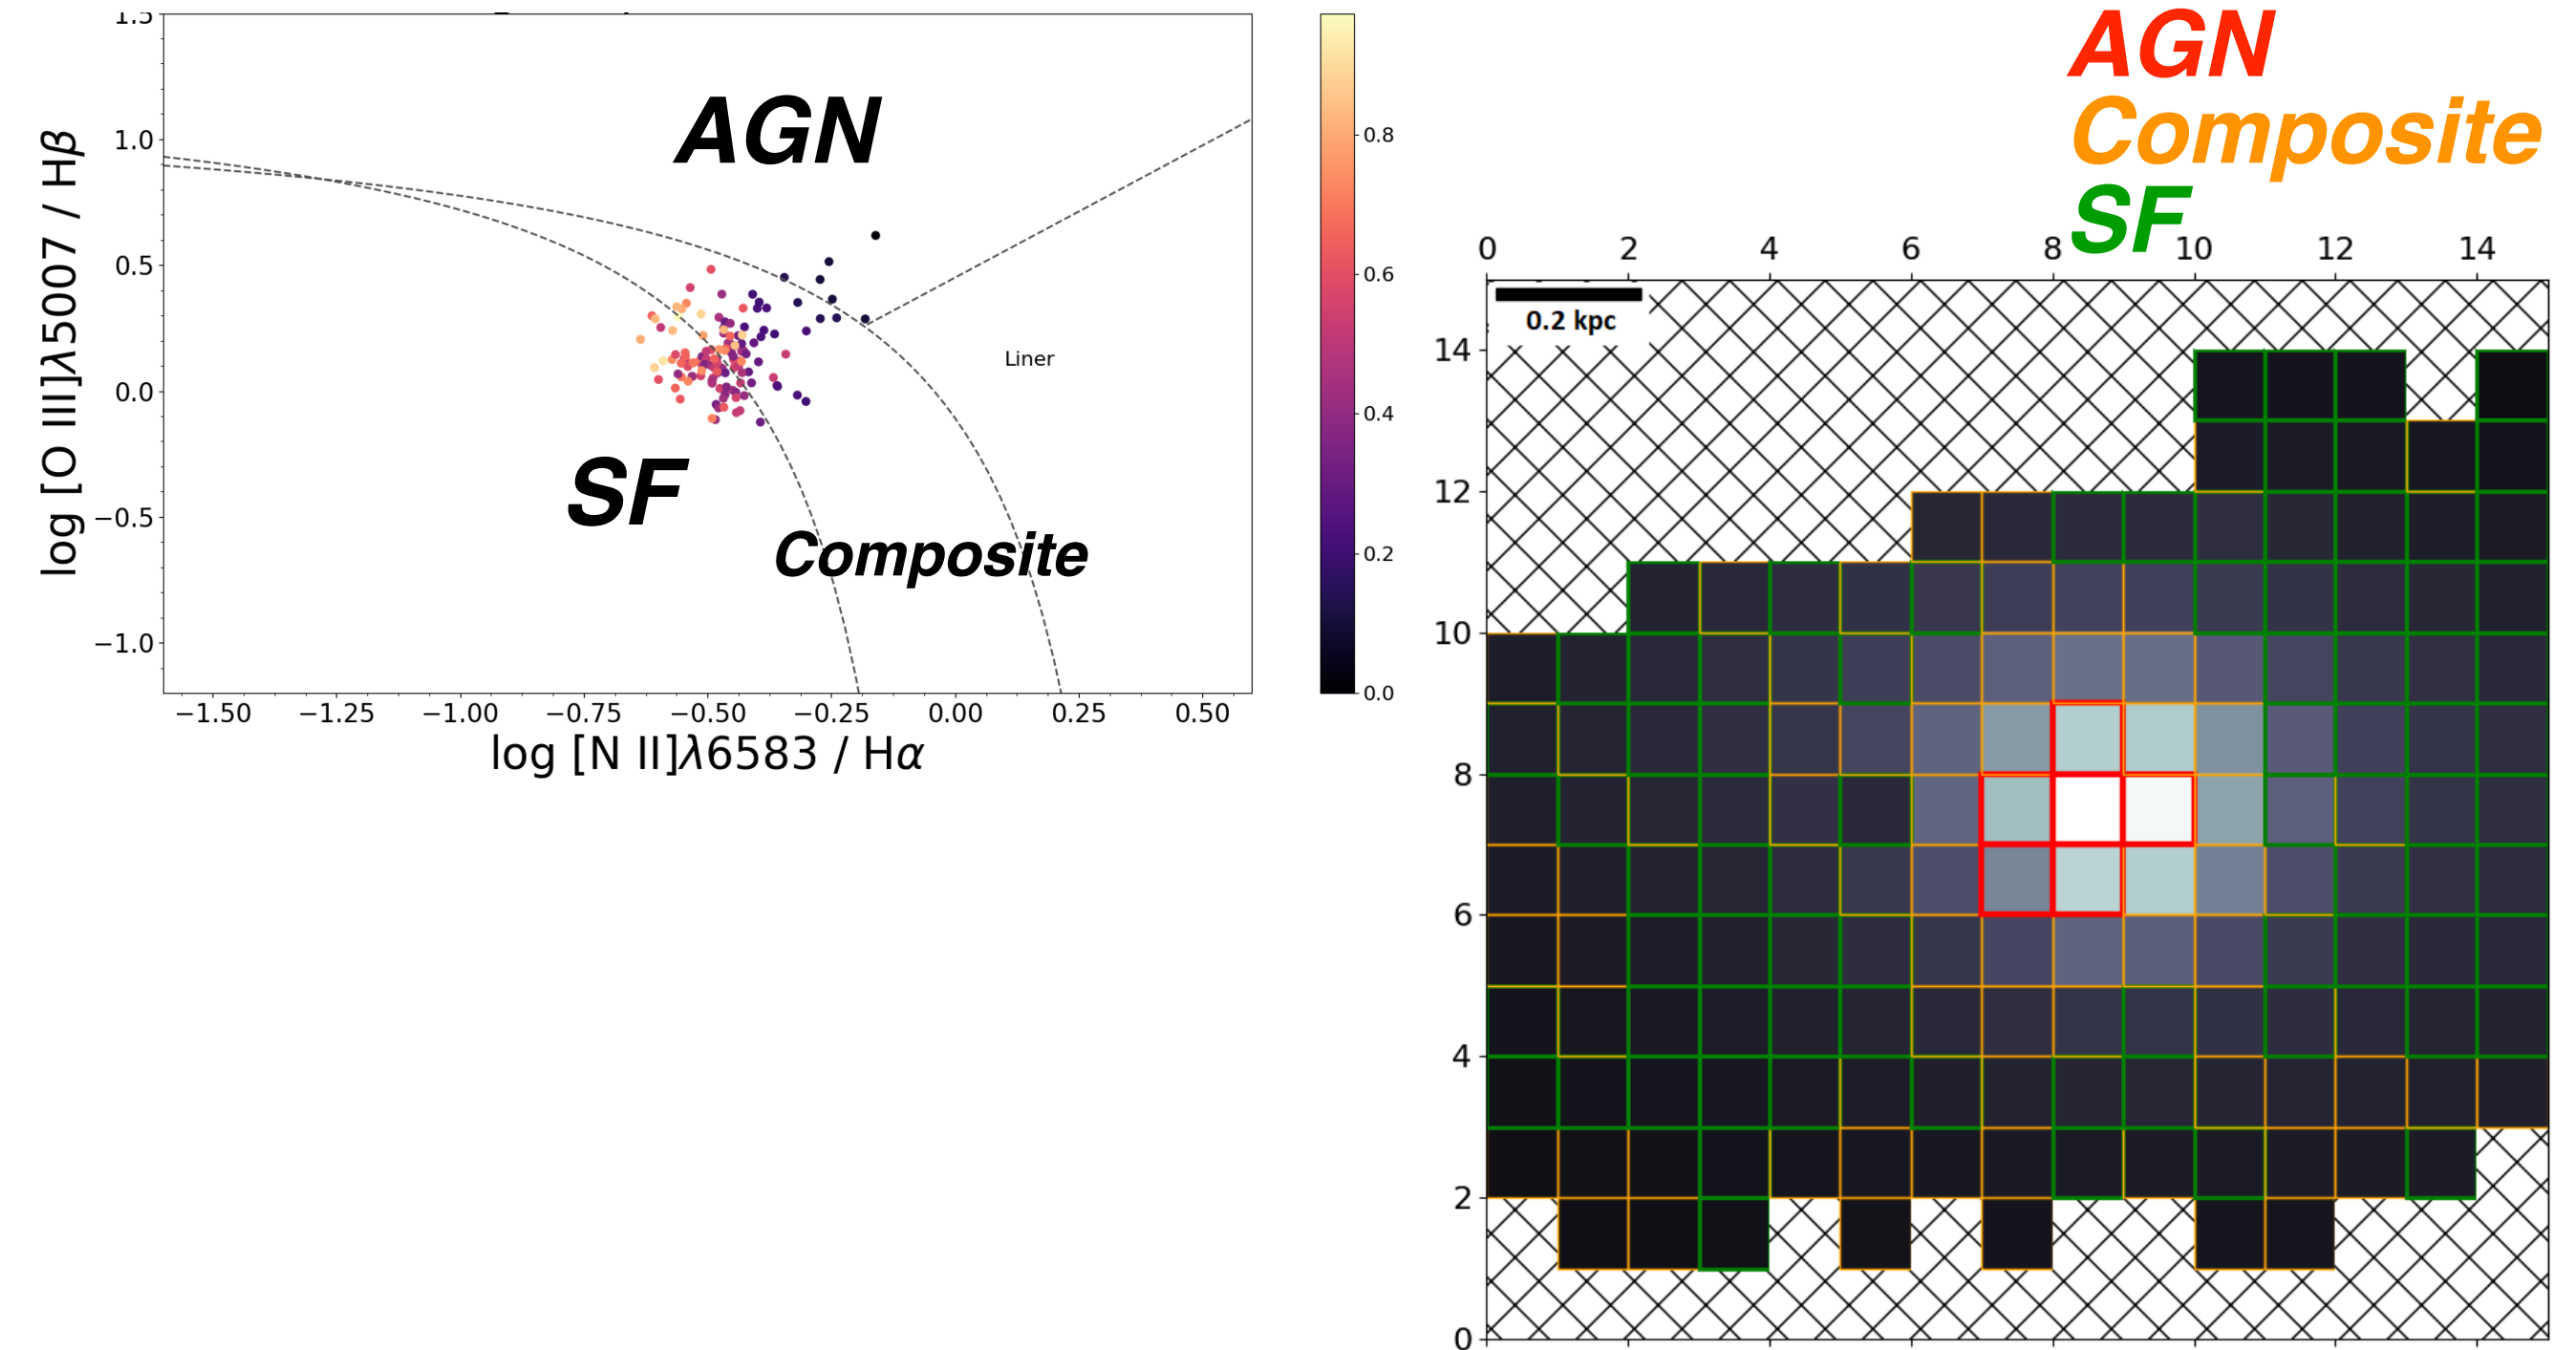 1.5
1.0
0.5
0.0
−0.5
−1.0
log [O III]λ5007 / Hβ
AGN
SF
Composite
Liner
−1.50 −1.25 −1.00 −0.75 −0.50 −0.25 0.00 0.25 0.50
log [N II]λ6583 / Hα
0.8
0.6
0.4
0.2
0.0
AGN
Composite
SF
0 2 4 6 8 10 12 14
0.2 kpc
14
12
10
8
6
4
2
0